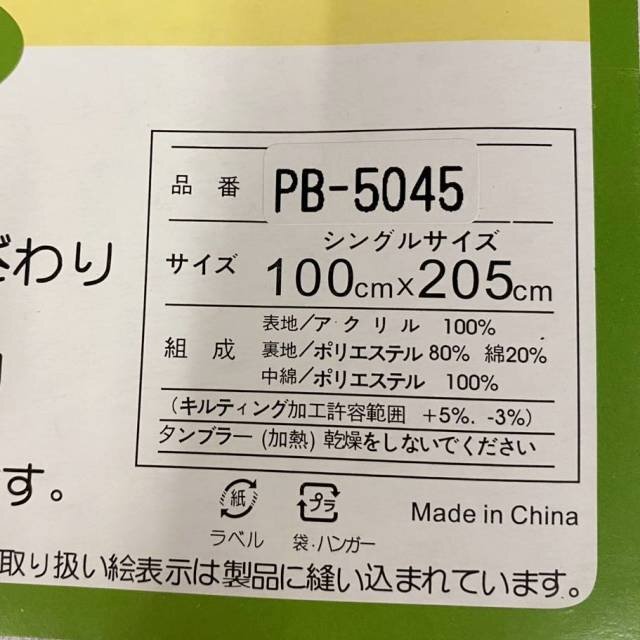 品番 PB-5045
シングルサイズ
サイズ 100cm×205cm
表地/アクリル 100%
組成 裏地/ポリエステル80% 綿20%
中綿/ポリエステル 100%
(キルティング加工許容範囲 +5%. -3%)
タンブラー(加熱)乾燥をしないでください
わり
す。
紙 プラ
ラベル 袋・ハンガー
Made in China
取り扱い絵表示は製品に縫い込まれています。